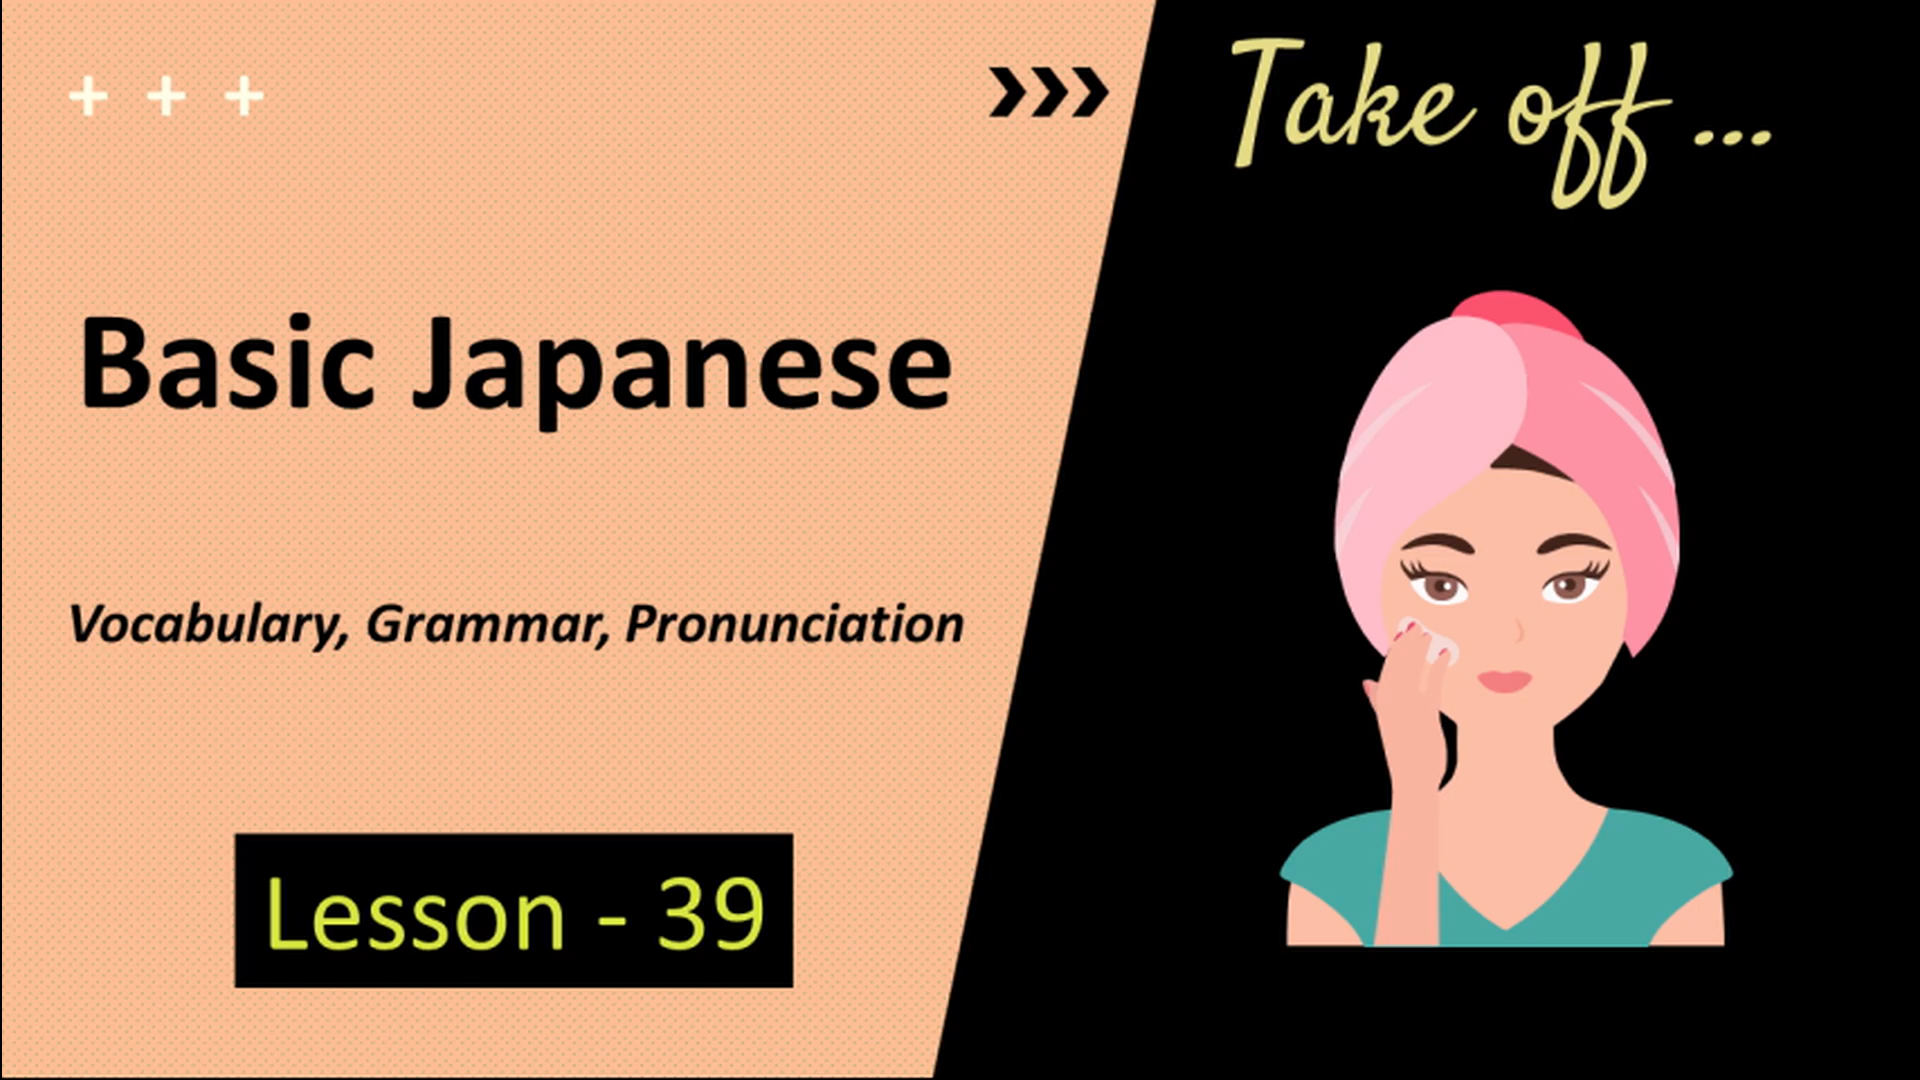 Take off ...
Basic Japanese
Vocabulary, Grammar, Pronunciation
Lesson - 39